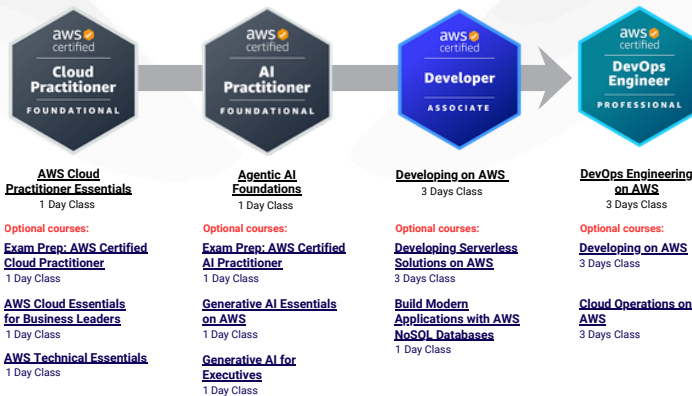 aws
certified
Cloud
Practitioner
FOUNDATIONAL
aws
certified
AI
Practitioner
FOUNDATIONAL
aws
certified
Developer
ASSOCIATE
aws
certified
DevOps
Engineer
PROFESSIONAL
AWS Cloud
Practitioner Essentials
1 Day Class
Optional courses:
Exam Prep: AWS Certified
Cloud Practitioner
1 Day Class
AWS Cloud Essentials
for Business Leaders
1 Day Class
AWS Technical Essentials
1 Day Class
Agentic AI
Foundations
1 Day Class
Optional courses:
Exam Prep: AWS Certified
AI Practitioner
1 Day Class
Generative AI Essentials
on AWS
1 Day Class
Generative AI for
Executives
1 Day Class
Developing on AWS
3 Days Class
Optional courses:
Developing Serverless
Solutions on AWS
3 Days Class
Build Modern
Applications with AWS
NoSQL Databases
1 Day Class
DevOps Engineering
on AWS
3 Days Class
Optional courses:
Developing on AWS
3 Days Class
Cloud Operations on
AWS
3 Days Class